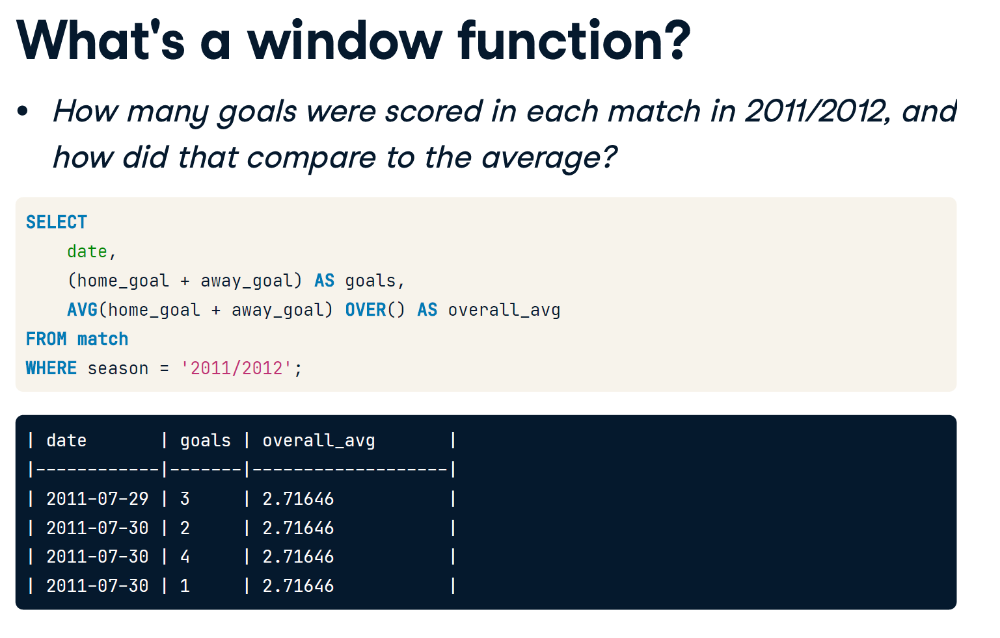 What's a window function?
• How many goals were scored in each match in 2011/2012, and
how did that compare to the average?
SELECT
    date,
    (home_goal + away_goal) AS goals,
    AVG(home_goal + away_goal) OVER() AS overall_avg
FROM match
WHERE season = '2011/2012';
| date       | goals | overall_avg       |
|------------|-------|-------------------|
| 2011-07-29 | 3     | 2.71646           |
| 2011-07-30 | 2     | 2.71646           |
| 2011-07-30 | 4     | 2.71646           |
| 2011-07-30 | 1     | 2.71646           |